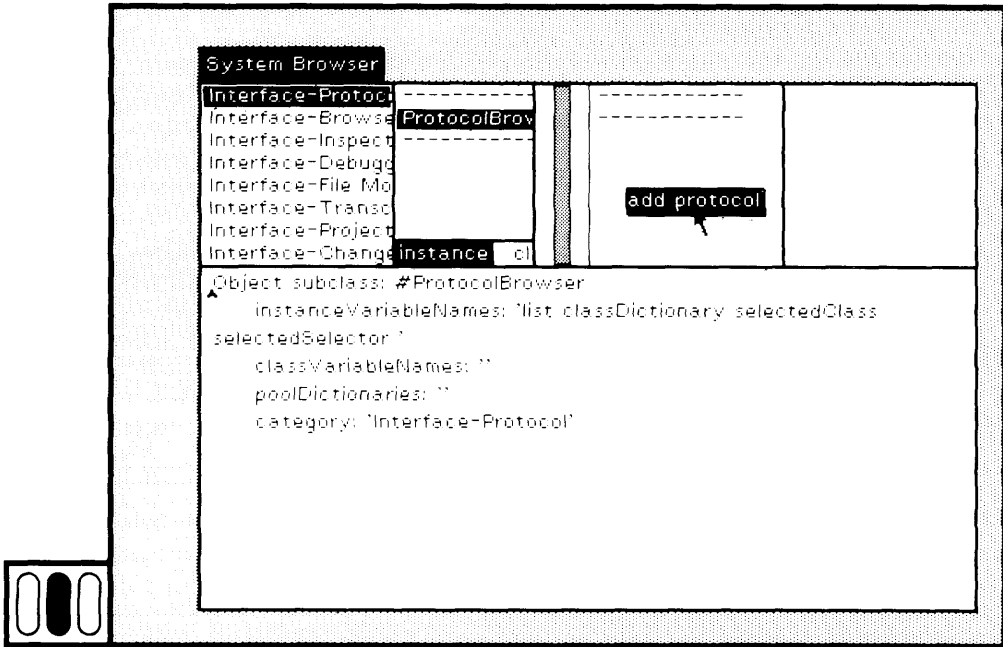 System Browser
Interface-Protoc
Interface-Browse
Interface-Inspect
Interface-Debugg
Interface-File Mo
Interface-Transc
Interface-Project
Interface-Change
------------
ProtocolBrow
------------
instance cl
------------
------------
add protocol
Object subclass: #ProtocolBrowser
instanceVariableNames: 'list classDictionary selectedClass
selectedSelector '
classVariableNames: ''
poolDictionaries: ''
category: 'Interface-Protocol'